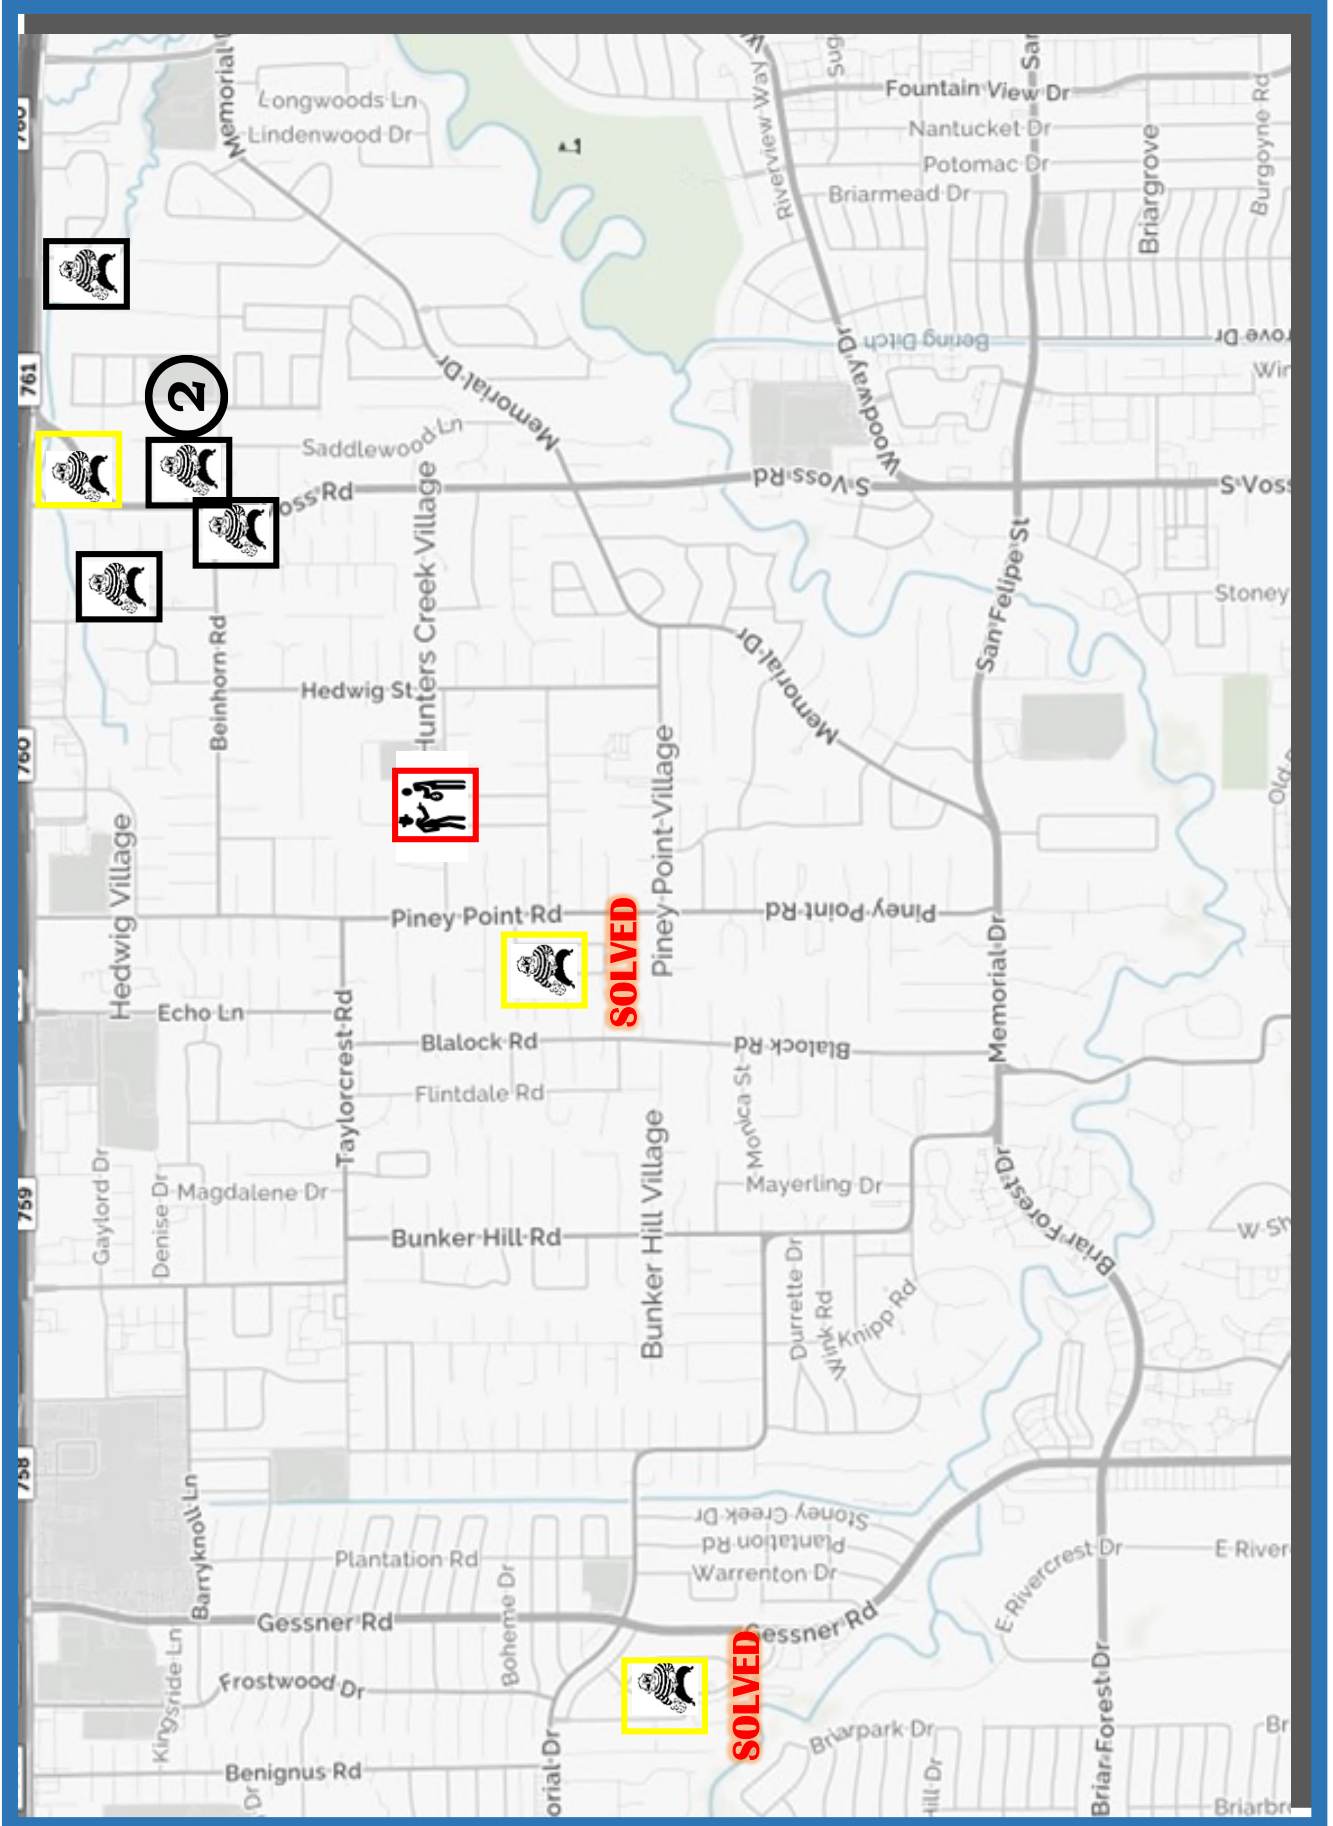 Longwoods Ln
Lindenwood Dr
Riverview Way
Fountain View Dr
Nantucket Dr
Potomac Dr
Briarmead Dr
Briargrove
Burgoyne Rd
Bering Ditch
761
2
Memorial Dr
Memorial
Woodway Dr
Saddlewood Ln
S Voss Rd
S Voss
Hunters Creek Village
San Felipe St
Stoney
Beinhorn Rd
Hedwig St
Memorial Dr
Memorial
760
Hedwig Village
Piney Point Village
Piney Point Rd
Piney Point Rd
SOLVED
Memorial Dr
Echo Ln
Taylorcrest Rd
Blalock Rd
Blalock Rd
Flintdale Rd
Monica St
Gaylord Dr
Denise Dr
Magdalene Dr
Mayerling Dr
759
Bunker Hill Rd
Bunker Hill Village
Briar Forest Dr
Durrette Dr
Wink Rd
Knipp Rd
758
Barryknoll Ln
Stoney Creek Dr
Plantation Rd
Plantation Rd
Warrenton Dr
E Rivercrest Dr
Gessner Rd
Gessner Rd
Boheme Dr
Kingsride Ln
Frostwood Dr
SOLVED
Briar Forest Dr
Briarpark Dr
Benignus Rd